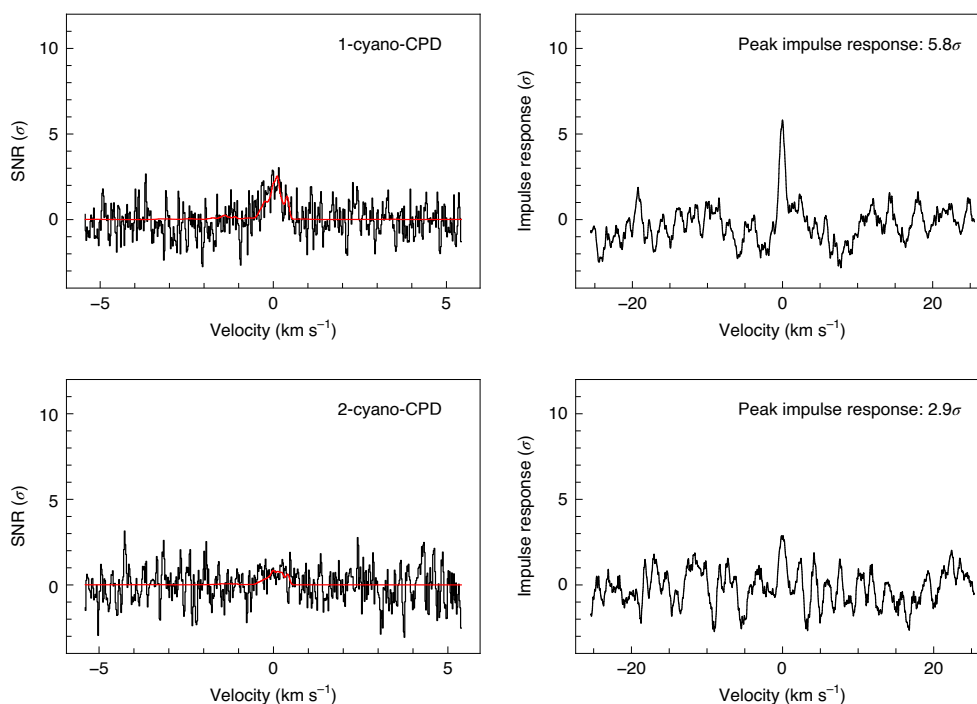 1-cyano-CPD
SNR (σ)
10
5
0
−5
0
5
Velocity (km s−1)
Peak impulse response: 5.8σ
Impulse response (σ)
10
5
0
−20
0
20
Velocity (km s−1)
2-cyano-CPD
SNR (σ)
10
5
0
−5
0
5
Velocity (km s−1)
Peak impulse response: 2.9σ
Impulse response (σ)
10
5
0
−20
0
20
Velocity (km s−1)